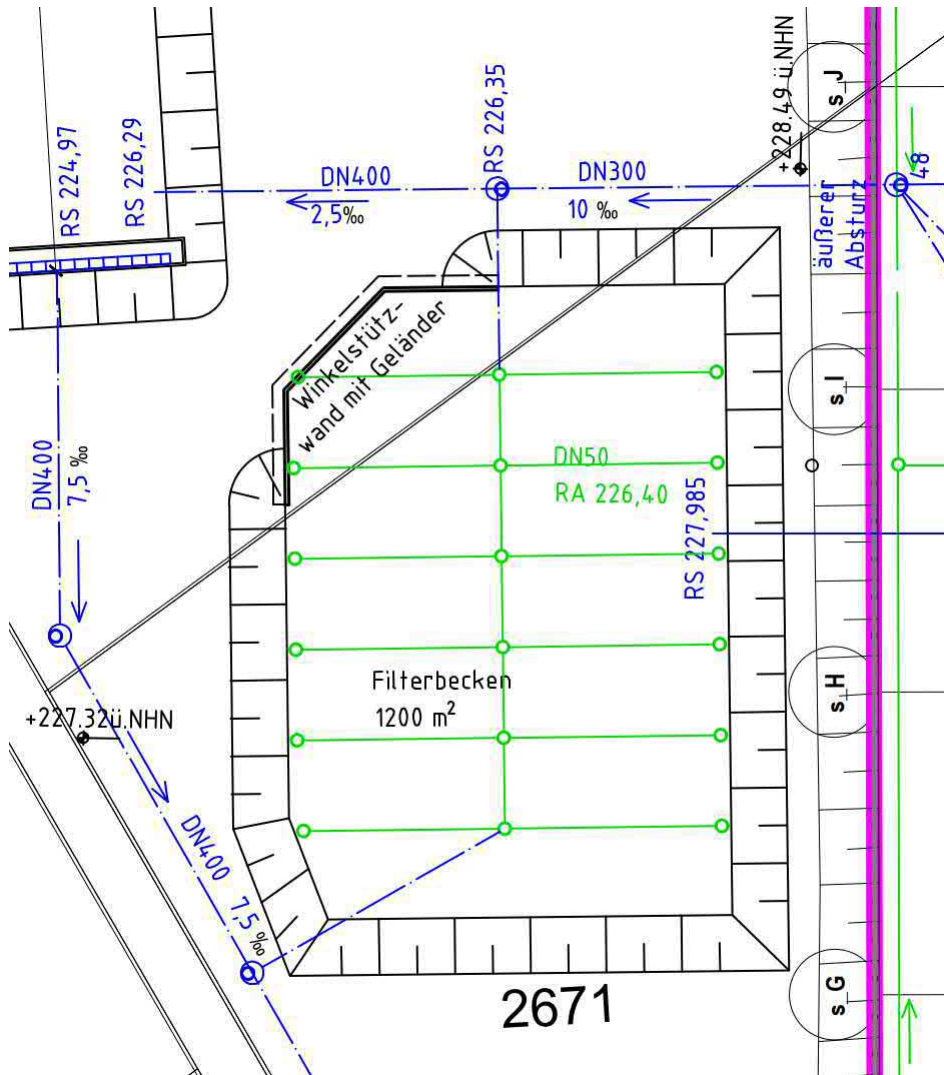 RS 224,97
RS 226,29
DN400
2,5‰
RS 226,35
DN300
10 ‰
+228.49 ü.NHN
äußerer
Absturz
s_J
48
Winkelstütz-
wand mit Geländer
s_I
DN400
7,5 ‰
DN50
RA 226,40
RS 227,985
Filterbecken
1200 m²
s_H
+227.32ü.NHN
DN400 7,5 ‰
s_G
2671